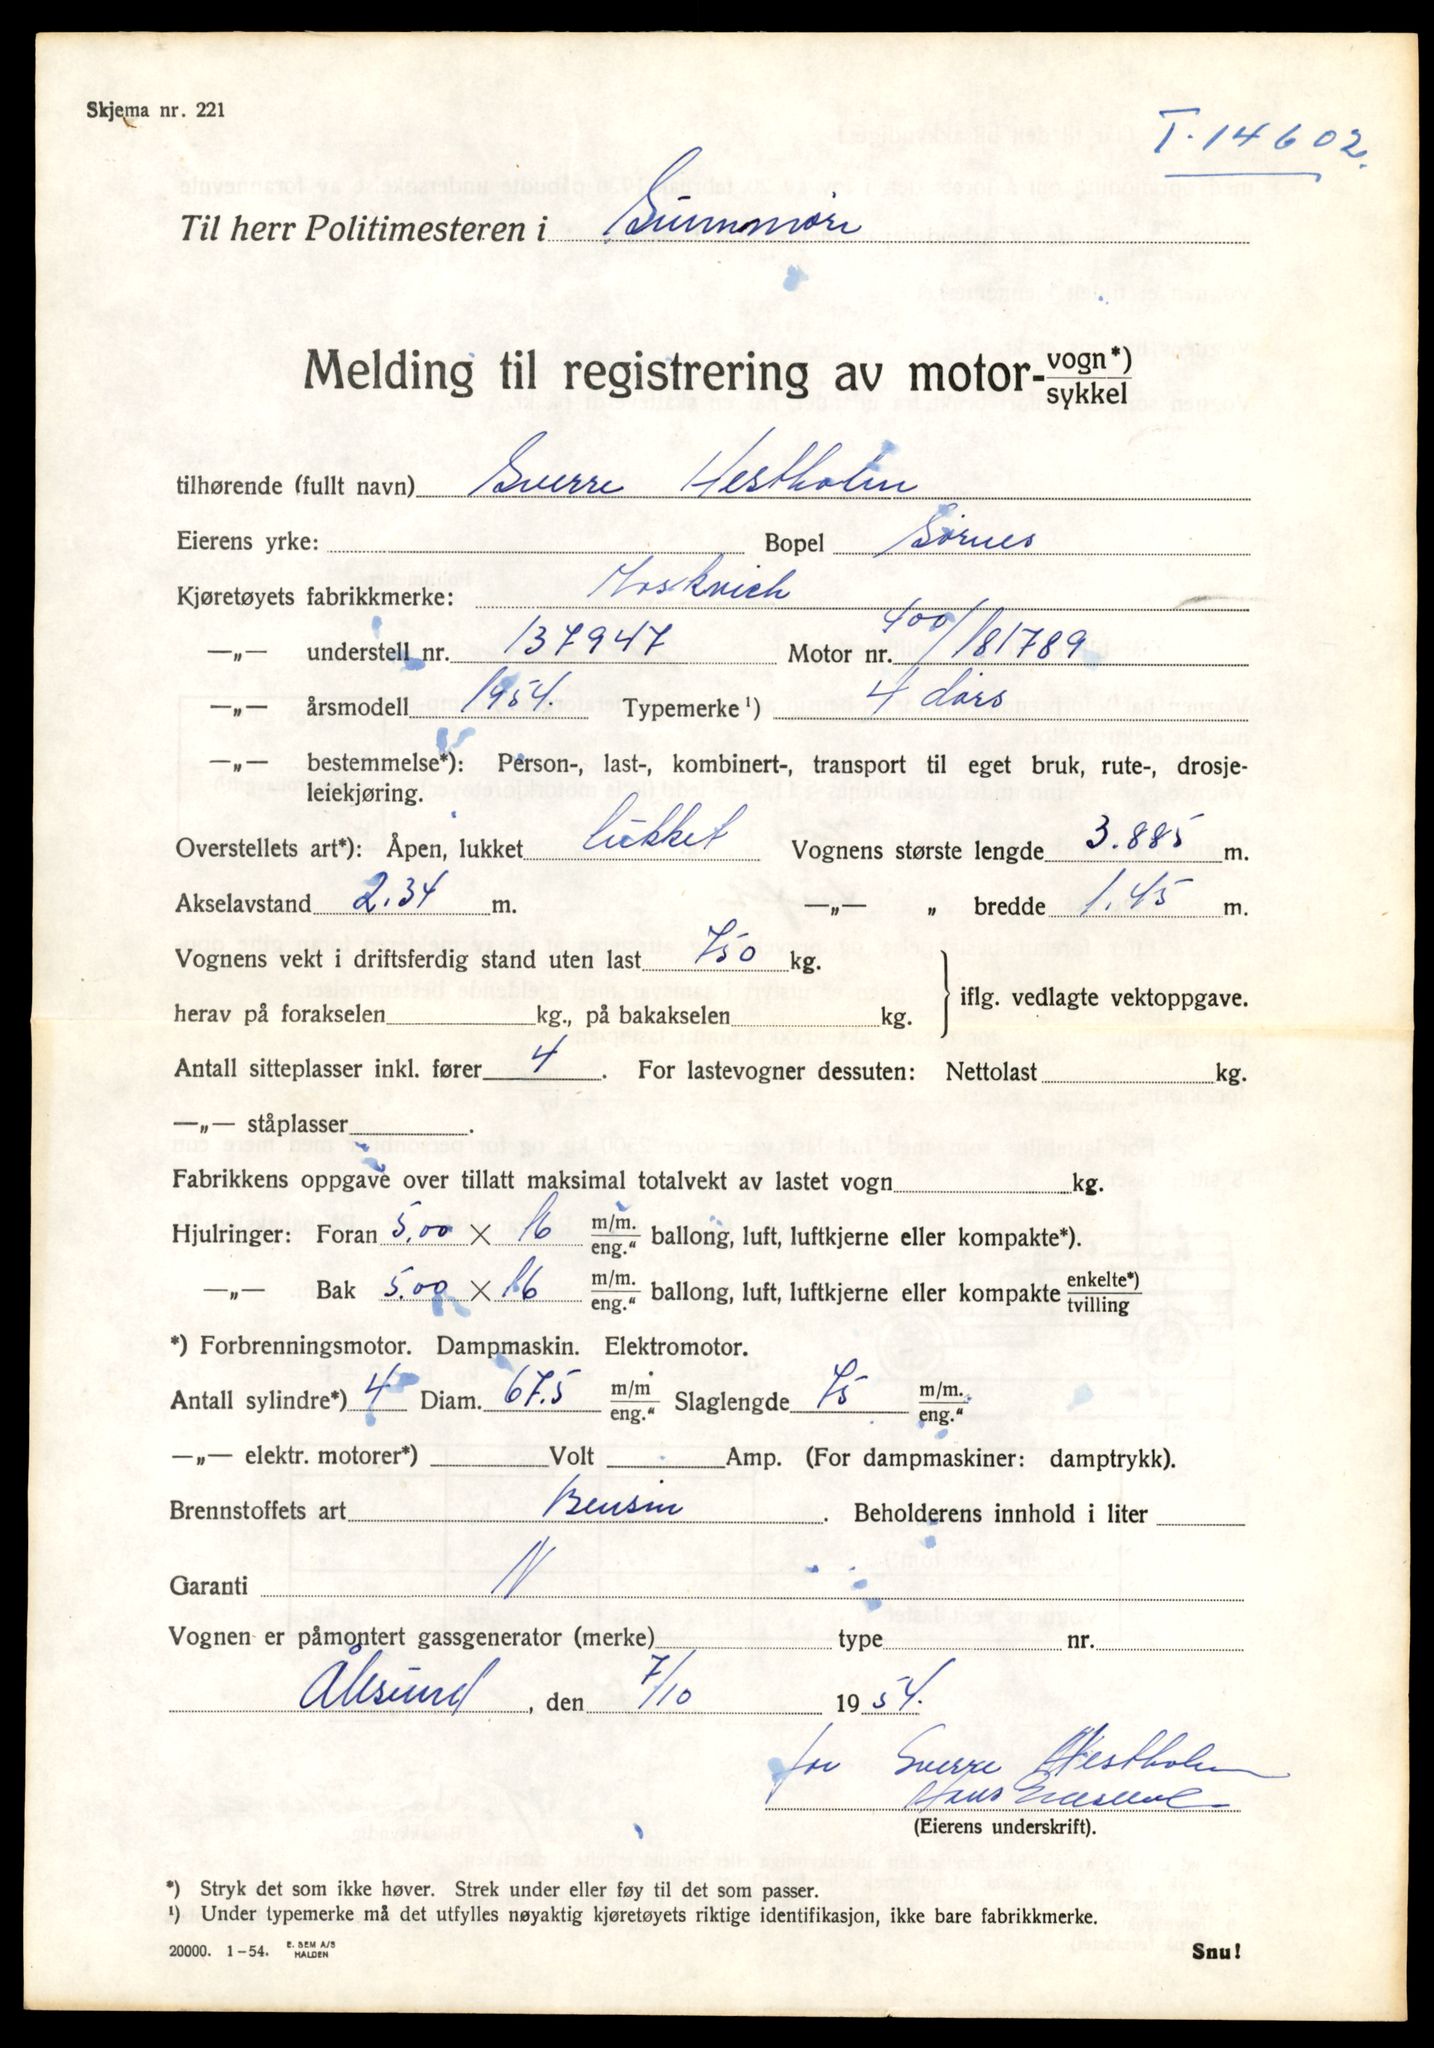 Skjema nr. 221
T. 14602.
Til herr Politimesteren i Sunnmøre
Melding til registrering av motor- vogn*) sykkel
tilhørende (fullt navn) Sverre Hestholm
Eierens yrke: Bopel Sørnes
Kjøretøyets fabrikkmerke: Moskvich
—„— understell nr. 137947 Motor nr. 400/181789
—„— årsmodell 1954. Typemerke¹) 4 dørs
—„— bestemmelse*): Person-, last-, kombinert-, transport til eget bruk, rute-, drosje-
leiekjøring.
Overstellets art*): Åpen, lukket lukket Vognens største lengde 3.885 m.
Akselavstand 2.34 m. —„— „ bredde 1.45 m.
Vognens vekt i driftsferdig stand uten last 750 kg.
iflg. vedlagte vektoppgave.
herav på forakselen kg., på bakakselen kg.
Antall sitteplasser inkl. fører 4. For lastevogner dessuten: Nettolast kg.
—„— ståplasser .
Fabrikkens oppgave over tillatt maksimal totalvekt av lastet vogn kg.
Hjulringer: Foran 5.00 × 16 m/m. eng.“ ballong, luft, luftkjerne eller kompakte*).
—„— Bak 5.00 × 16 m/m. eng.“ ballong, luft, luftkjerne eller kompakte enkelte*) tvilling
*) Forbrenningsmotor. Dampmaskin. Elektromotor.
Antall sylindre*) 4 Diam. 67.5 m/m eng.“ Slaglengde 75 m/m. eng.“
—„— elektr. motorer*) Volt Amp. (For dampmaskiner: damptrykk).
Brennstoffets art Bensin . Beholderens innhold i liter
Garanti N
Vognen er påmontert gassgenerator (merke) type nr.
Ålesund , den 7/10 1954.
for Sverre Hestholm
Hans
(Eierens underskrift).
*) Stryk det som ikke høver. Strek under eller føy til det som passer.
¹) Under typemerke må det utfylles nøyaktig kjøretøyets riktige identifikasjon, ikke bare fabrikkmerke.
20000. 1-54. E. SEM A/S HALDEN
Snu!